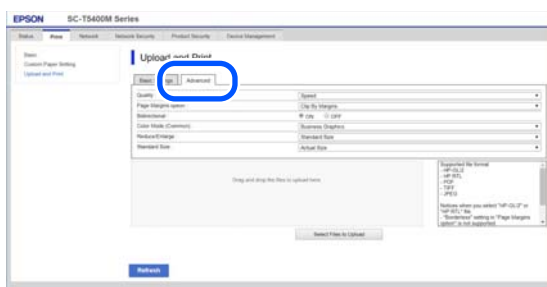 EPSON SC-T5400M Series
Status Print Network Network Security Product Security Device Management
Basic
Custom Paper Setting
Upload and Print
Upload and Print
Advanced
Quality Speed
Page Margins option Clip By Margins
Bidirectional ON OFF
Color Mode (Common) Business Graphics
Reduce/Enlarge Standard Size
Standard Size Actual Size
Drag and drop the files to upload here.
Supported file format
- HP-GL/2
- HP RTL
- PDF
- TIFF
- JPEG
Notices when you select "HP-GL/2" or
"HP RTL" file.
- "Borderless" setting in "Page Margins
option" is not supported.
Select Files to Upload
Refresh